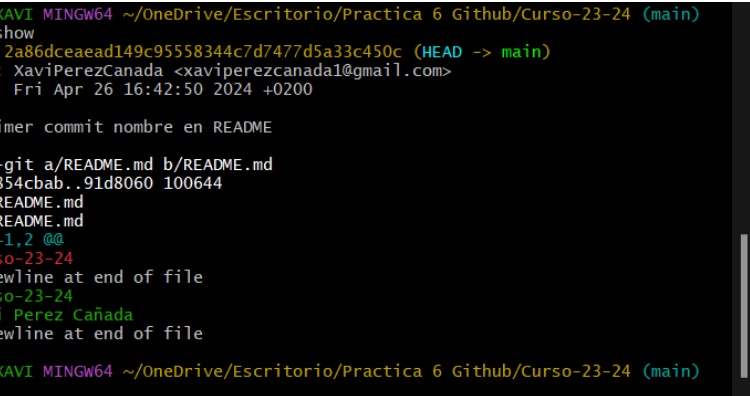 XAVI MINGW64 ~/OneDrive/Escritorio/Practica 6 Github/Curso-23-24 (main)
show
2a86dceaead149c95558344c7d7477d5a33c450c (HEAD -> main)
: XaviPerezCanada <xaviperezcanada1@gmail.com>
Fri Apr 26 16:42:50 2024 +0200
imer commit nombre en README
-git a/README.md b/README.md
854cbab..91d8060 100644
README.md
README.md
-1,2 @@
so-23-24
ewline at end of file
so-23-24
i Perez Cañada
ewline at end of file
XAVI MINGW64 ~/OneDrive/Escritorio/Practica 6 Github/Curso-23-24 (main)